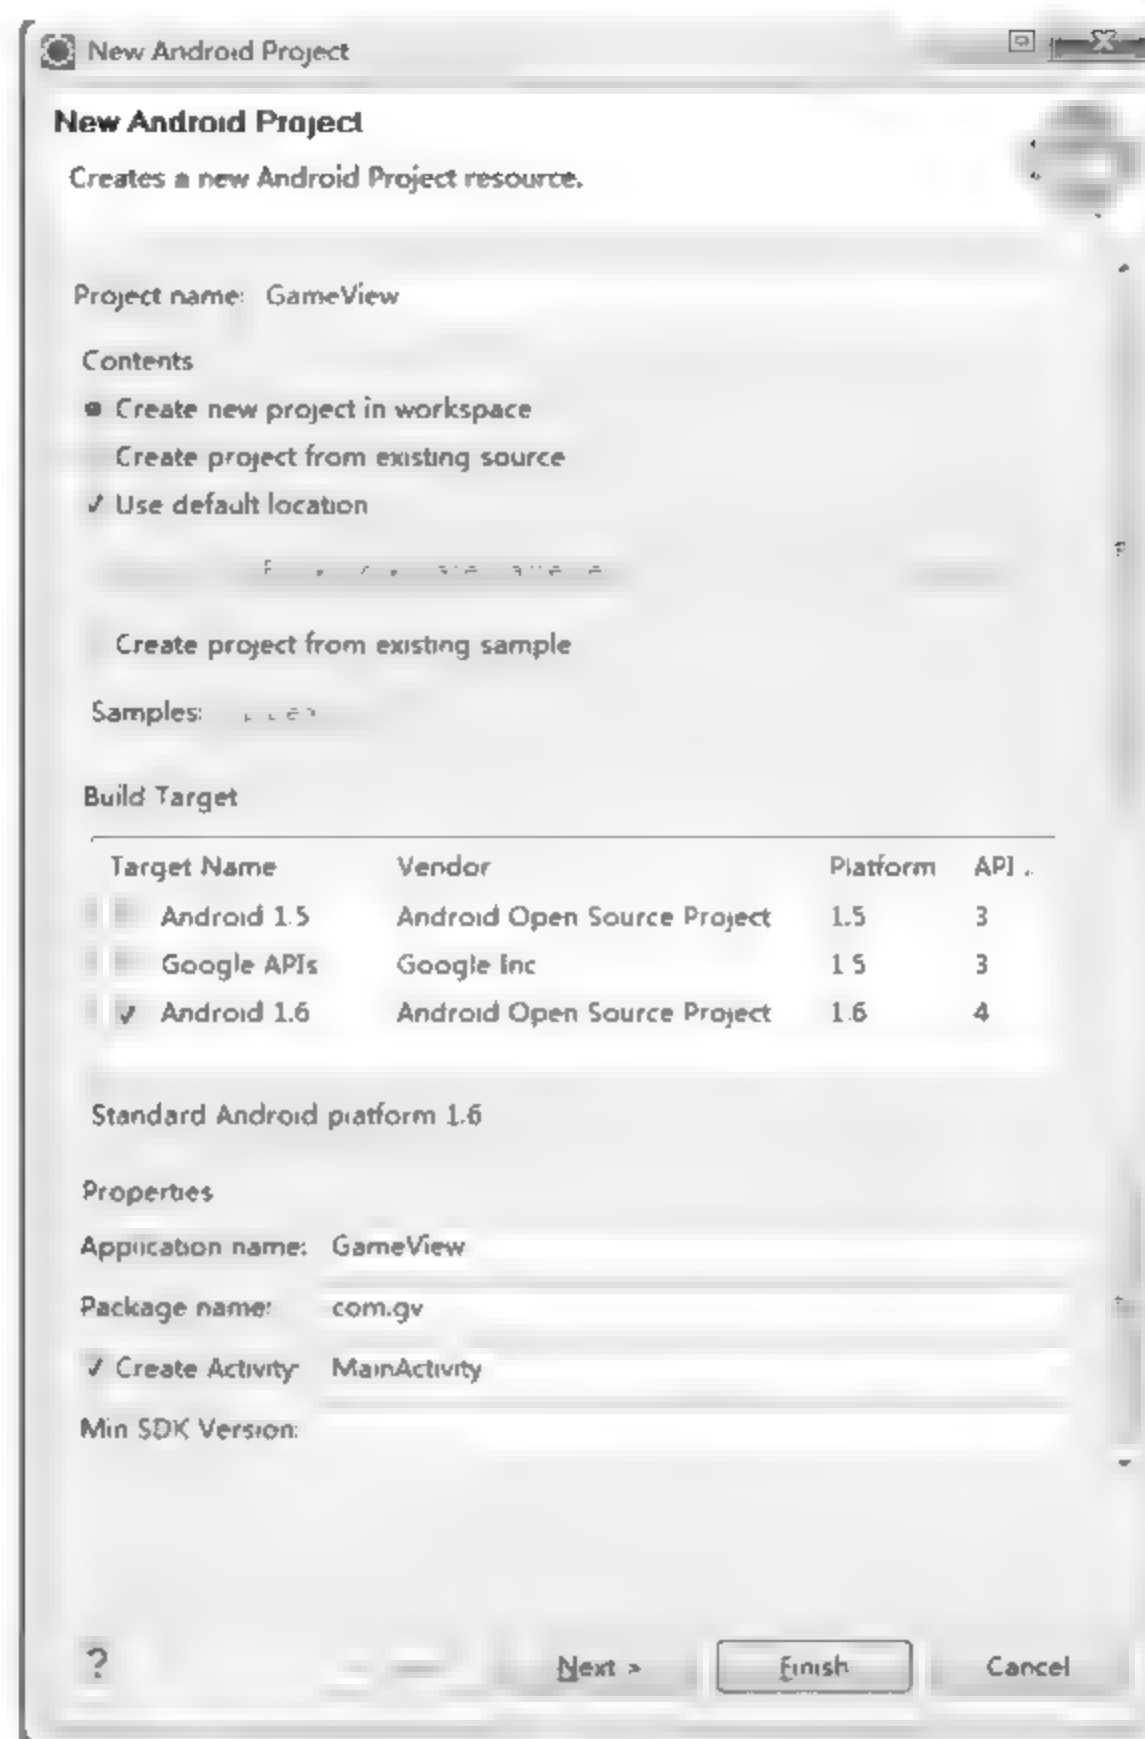 New Android Project
New Android Project
Creates a new Android Project resource.
Project name: GameView
Contents
Create new project in workspace
Create project from existing source
Use default location
Create project from existing sample
Samples:
Build Target
Target Name Vendor Platform API
Android 1.5 Android Open Source Project 1.5 3
Google APIs Google Inc 1.5 3
Android 1.6 Android Open Source Project 1.6 4
Standard Android platform 1.6
Properties
Application name: GameView
Package name: com.gv
Create Activity: MainActivity
Min SDK Version:
? Next > Finish Cancel